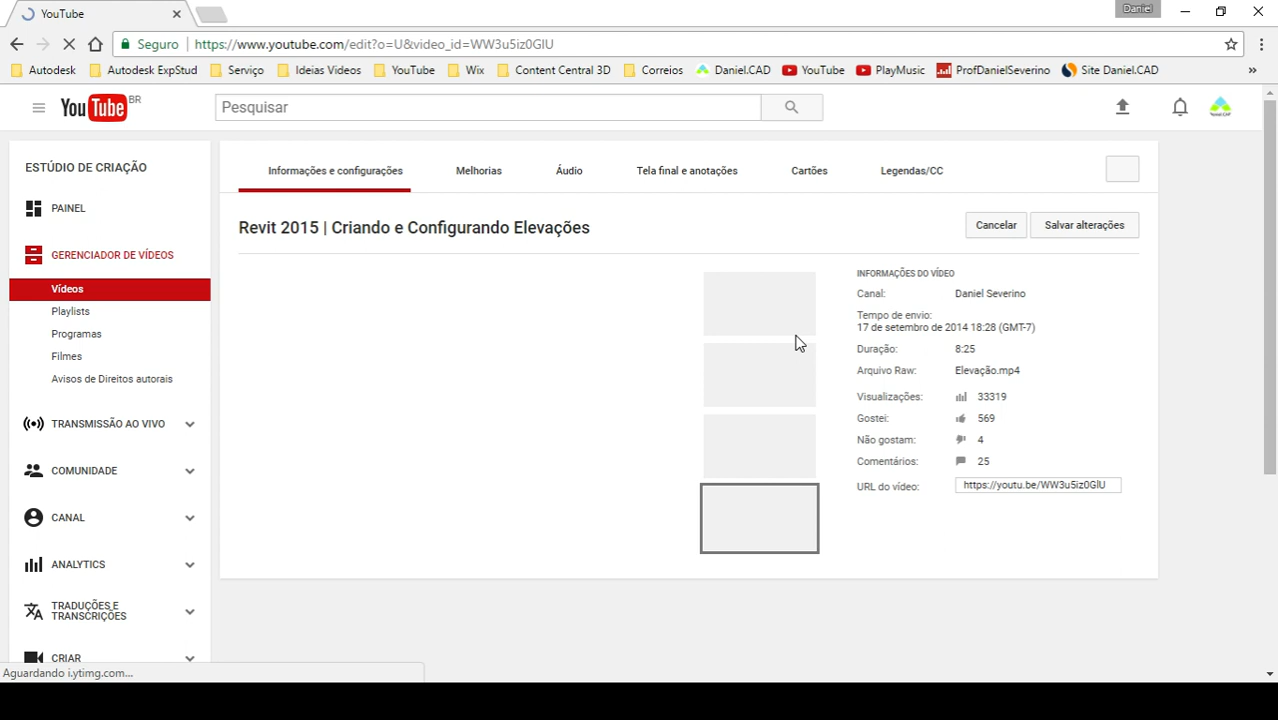 YouTube
Daniel
Seguro
https://www.youtube.com/edit?o=U&video_id=WW3u5iz0GlU
Autodesk
Autodesk ExpStud
Serviço
Ideias Videos
YouTube
Wix
Content Central 3D
Correios
Daniel.CAD
YouTube
PlayMusic
ProfDanielSeverino
Site Daniel.CAD
»
YouTube BR
Pesquisar
ESTÚDIO DE CRIAÇÃO
PAINEL
GERENCIADOR DE VÍDEOS
Vídeos
Playlists
Programas
Filmes
Avisos de Direitos autorais
TRANSMISSÃO AO VIVO
COMUNIDADE
CANAL
ANALYTICS
TRADUÇÕES E
TRANSCRIÇÕES
CRIAR
Informações e configurações
Melhorias
Áudio
Tela final e anotações
Cartões
Legendas/CC
Revit 2015 | Criando e Configurando Elevações
Cancelar
Salvar alterações
INFORMAÇÕES DO VÍDEO
Canal: Daniel Severino
Tempo de envio:
17 de setembro de 2014 18:28 (GMT-7)
Duração: 8:25
Arquivo Raw: Elevação.mp4
Visualizações: 33319
Gostei: 569
Não gostam: 4
Comentários: 25
URL do vídeo: https://youtu.be/WW3u5iz0GlU
Aguardando i.ytimg.com...